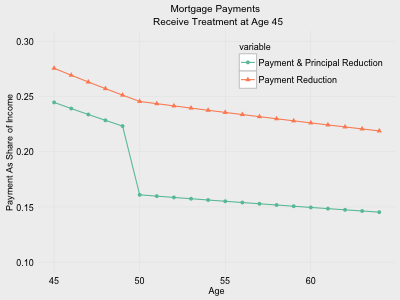 Mortgage Payments
Receive Treatment at Age 45
variable
Payment & Principal Reduction
Payment Reduction
Payment As Share of Income
0.30
0.25
0.20
0.15
0.10
45 50 55 60
Age